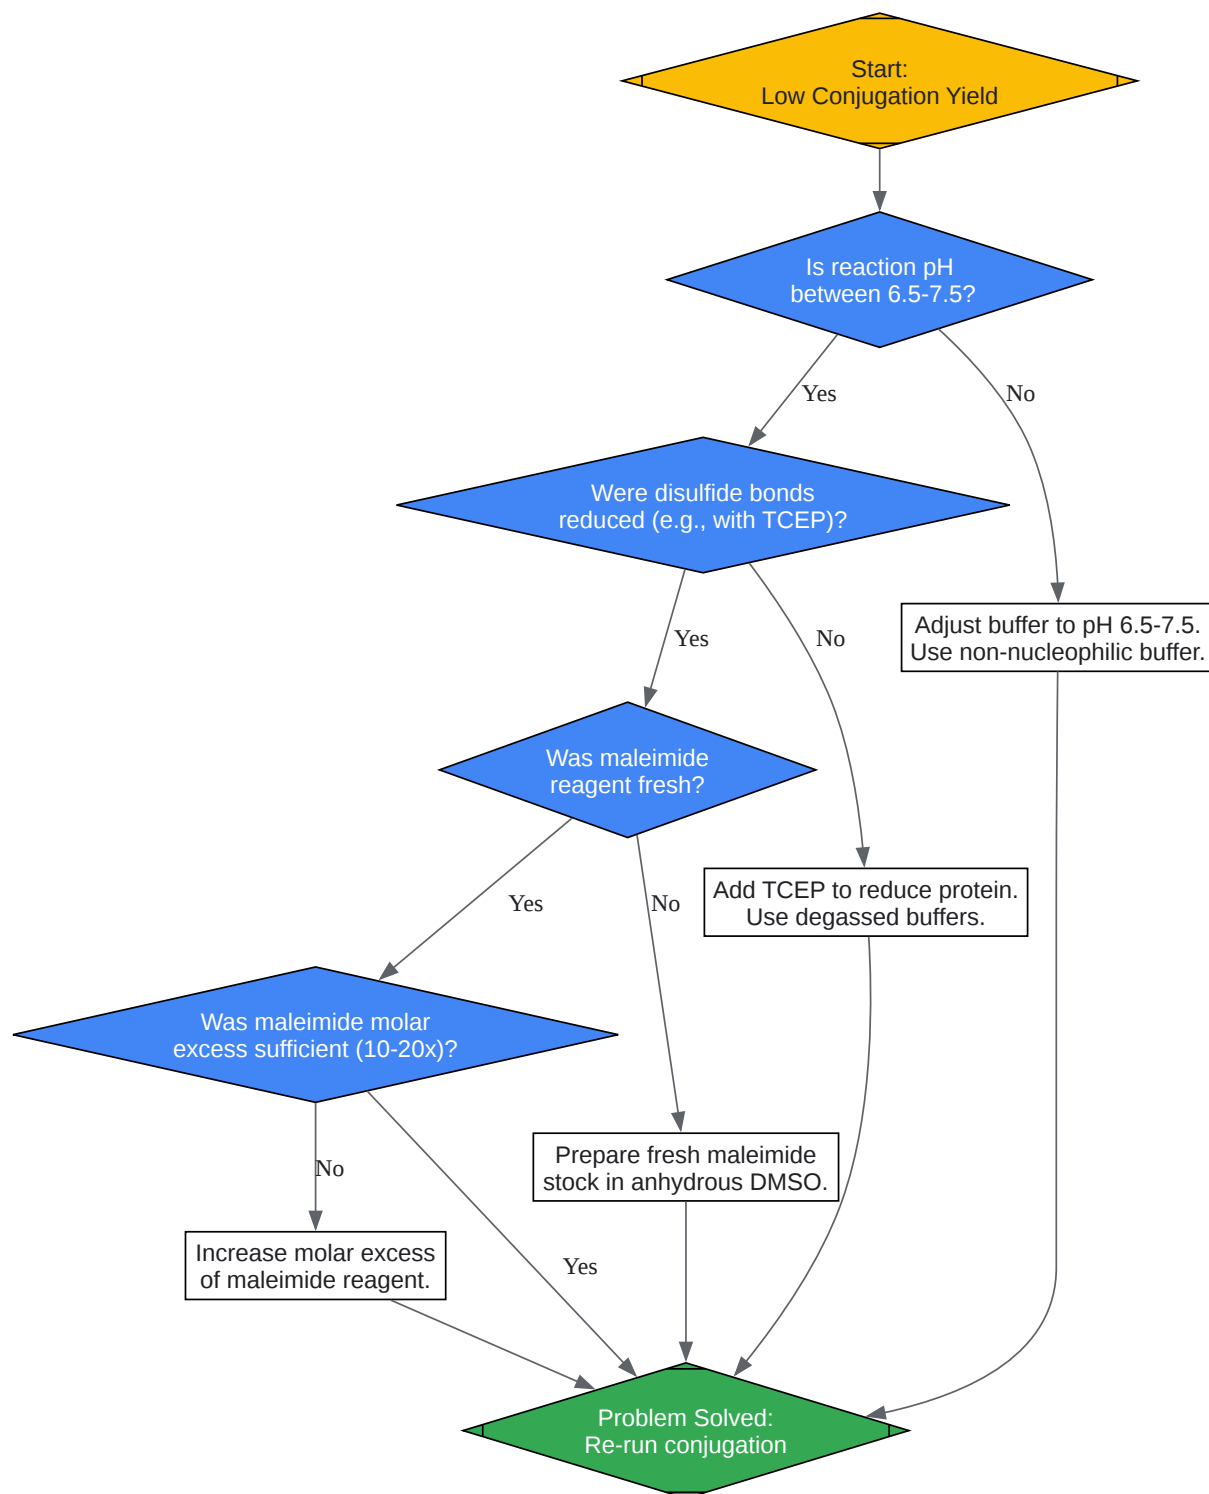 Start:
Low Conjugation Yield
Is reaction pH
between 6.5-7.5?
Yes
No
Were disulfide bonds
reduced (e.g., with TCEP)?
Yes
No
Adjust buffer to pH 6.5-7.5.
Use non-nucleophilic buffer.
Was maleimide
reagent fresh?
Yes
No
Add TCEP to reduce protein.
Use degassed buffers.
Was maleimide molar
excess sufficient (10-20x)?
No
Yes
Prepare fresh maleimide
stock in anhydrous DMSO.
Increase molar excess
of maleimide reagent.
Problem Solved:
Re-run conjugation